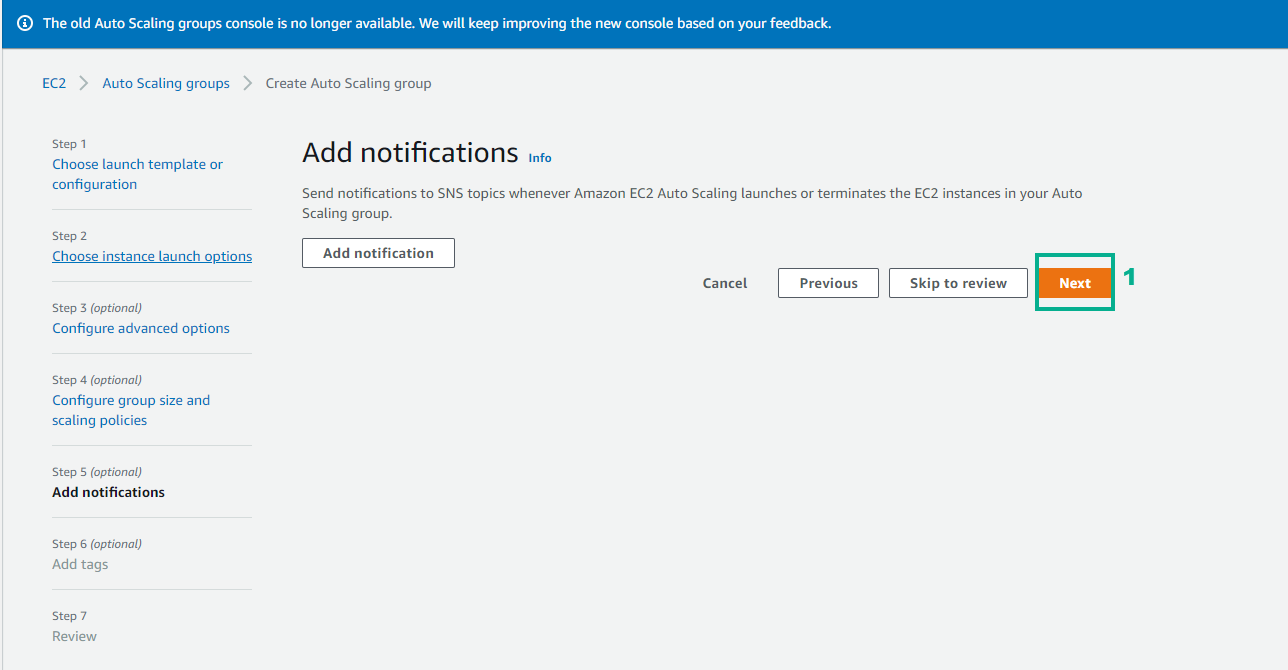 The old Auto Scaling groups console is no longer available. We will keep improving the new console based on your feedback.
EC2 > Auto Scaling groups > Create Auto Scaling group
Step 1
Choose launch template or
configuration
Step 2
Choose instance launch options
Step 3 (optional)
Configure advanced options
Step 4 (optional)
Configure group size and
scaling policies
Step 5 (optional)
Add notifications
Step 6 (optional)
Add tags
Step 7
Review
Add notifications Info
Send notifications to SNS topics whenever Amazon EC2 Auto Scaling launches or terminates the EC2 instances in your Auto
Scaling group.
Add notification
Cancel Previous Skip to review Next 1